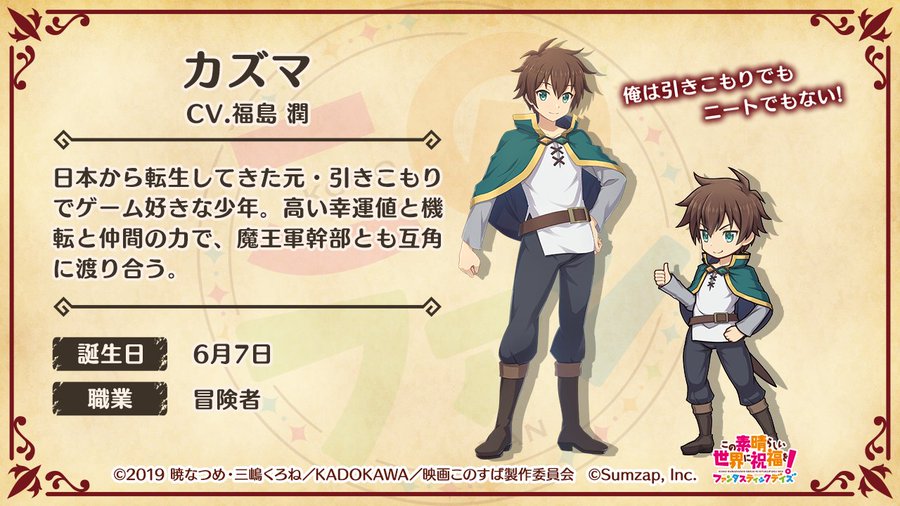 カズマ
CV.福島 潤
日本から転生してきた元・引きこもり
でゲーム好きな少年。高い幸運値と機
転と仲間の力で、魔王軍幹部とも互角
に渡り合う。
誕生日 6月7日
職業 冒険者
俺は引きこもりでも
ニートでもない!
この素晴らしい
世界に祝福を!
ファンタスティックデイズ
©2019 暁なつめ・三嶋くろね/KADOKAWA/映画このすば製作委員会 ©Sumzap, Inc.